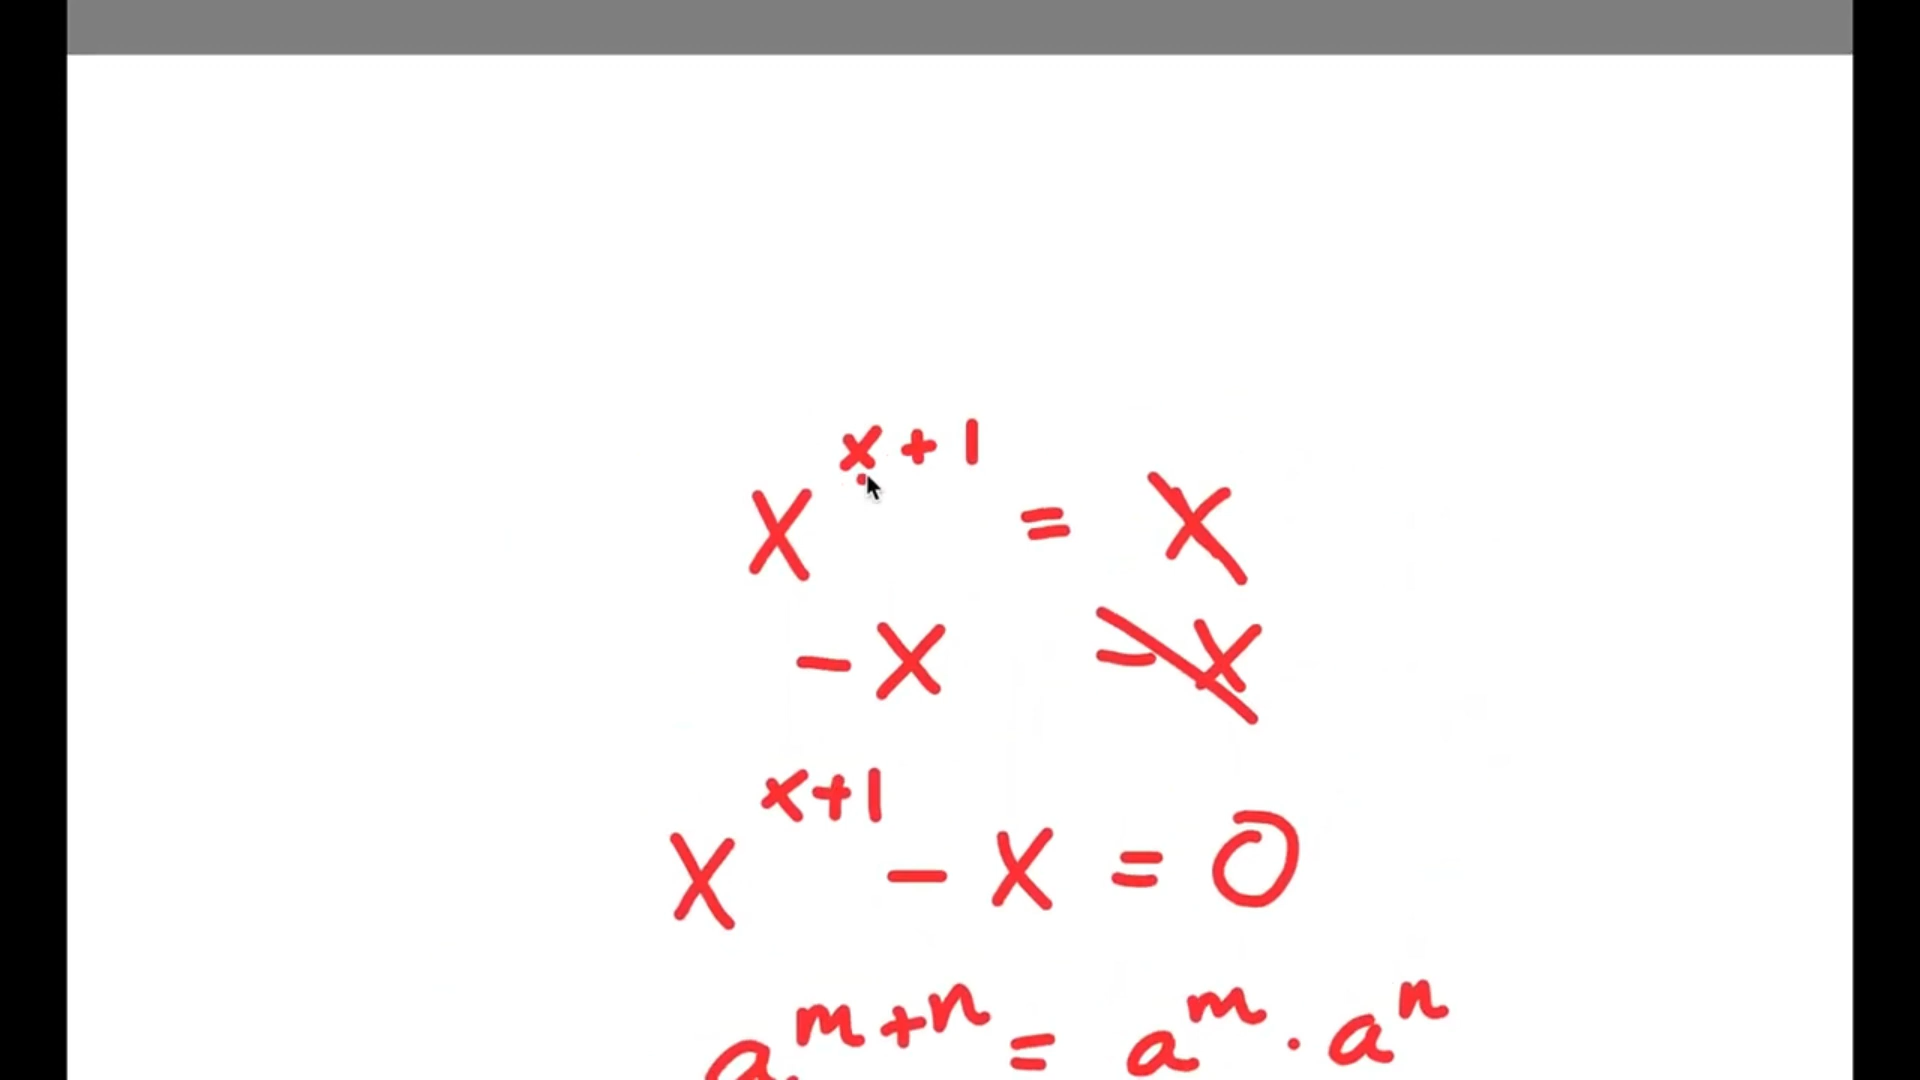 x^{x+1} = x
-x -x
x^{x+1} - x = 0
a^{m+n} = a^m · a^n